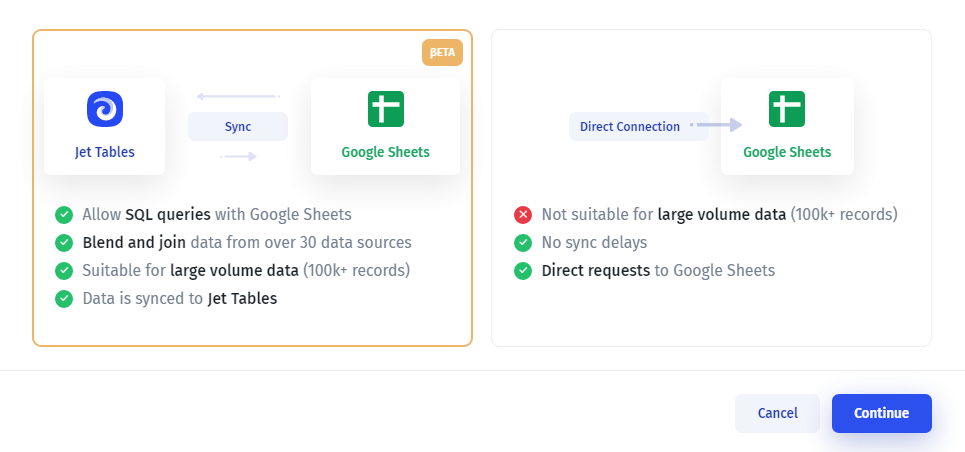 βETA
Jet Tables
Sync
Google Sheets
Allow SQL queries with Google Sheets
Blend and join data from over 30 data sources
Suitable for large volume data (100k+ records)
Data is synced to Jet Tables
Direct Connection
Google Sheets
Not suitable for large volume data (100k+ records)
No sync delays
Direct requests to Google Sheets
Cancel
Continue